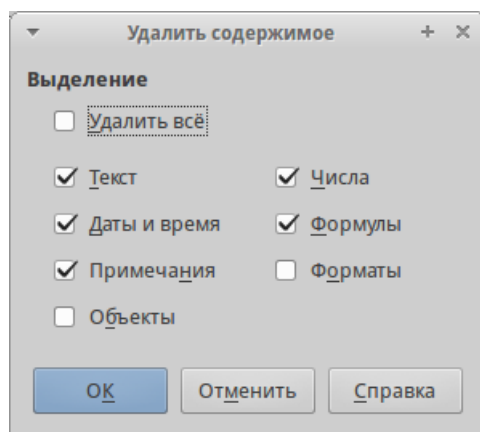 Удалить содержимое
Выделение
Удалить всё
Текст
Числа
Даты и время
Формулы
Примечания
Форматы
Объекты
ОК
Отменить
Справка